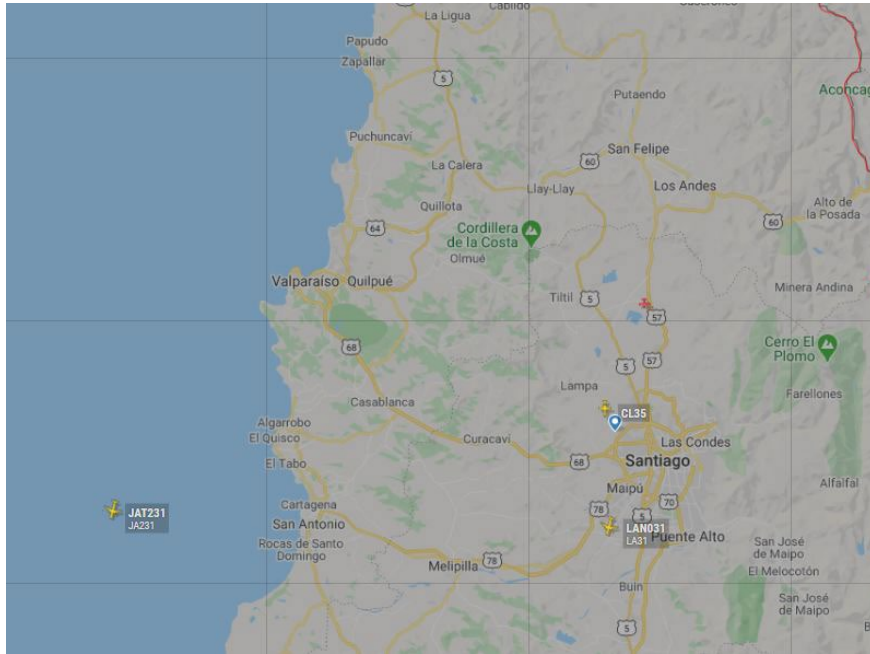 Cabildo
La Ligua
Papudo
Zapallar
5
Putaendo
Aconcag
Puchuncaví
San Felipe
60
La Calera
Llay-Llay
Los Andes
Quillota
Alto de
la Posada
60
64
Cordillera
de la Costa
Olmué
Valparaíso
Quilpué
Tiltil
5
Minera Andina
57
68
Cerro El
Plomo
5
57
Lampa
Farellones
Casablanca
CL35
Algarrobo
El Quisco
Curacaví
Las Condes
68
Santiago
El Tabo
Alfalfal
Maipú
70
Cartagena
78
5
JAT231
JA231
San Antonio
LAN031
LA31
Puente Alto
Rocas de Santo
Domingo
San José
de Maipo
Melipilla
78
El Melocotón
Buin
San José
de Maipo
5
B